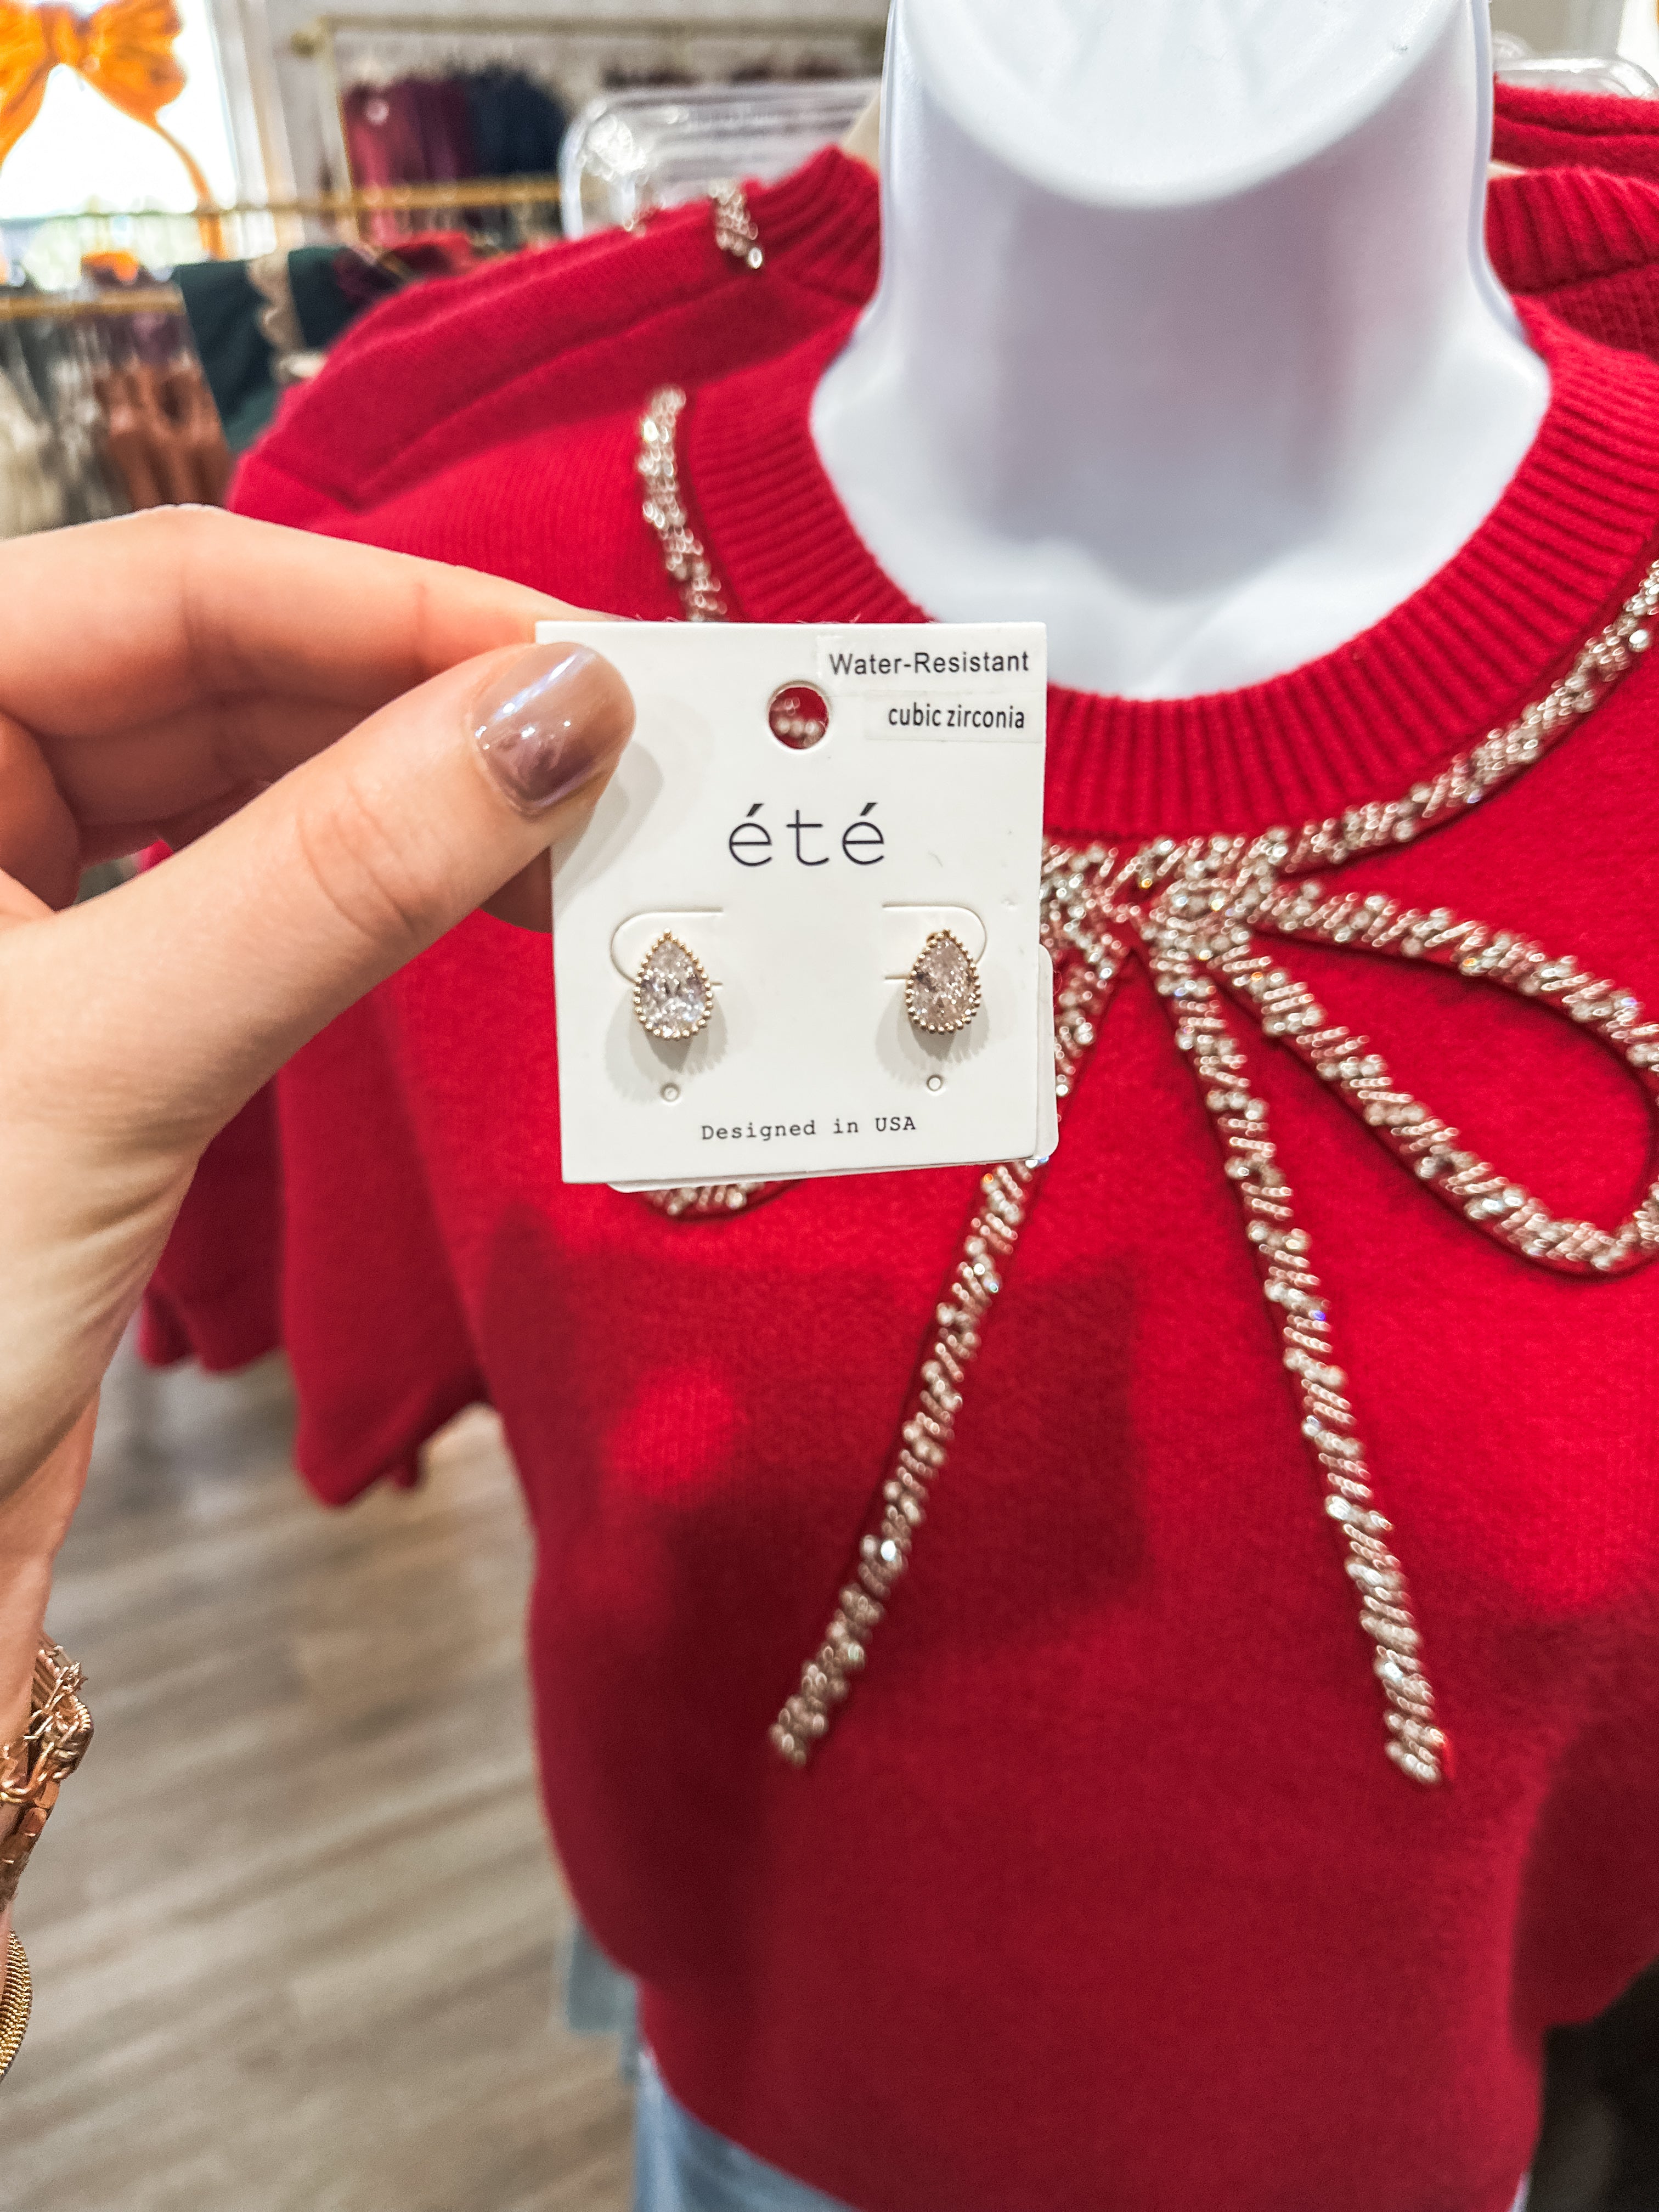 Water-Resistant
cubic zirconia
été
Designed in USA